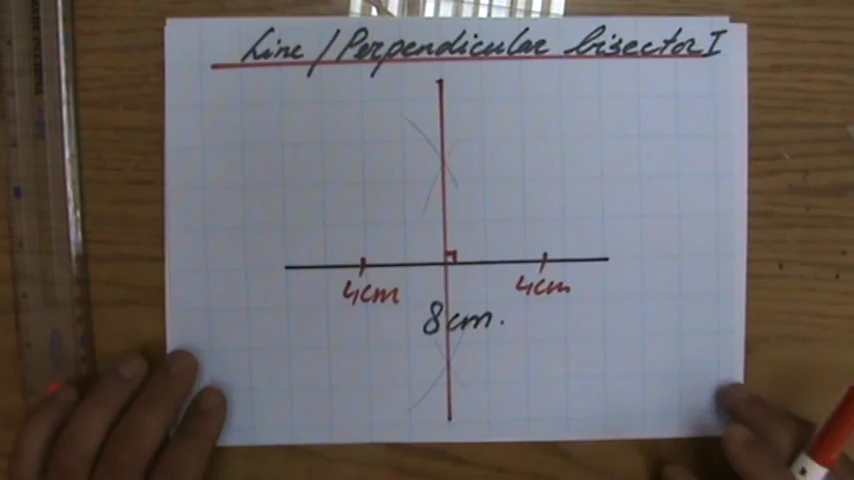 Line / Perpendicular bisector I
4cm 4cm
8cm.